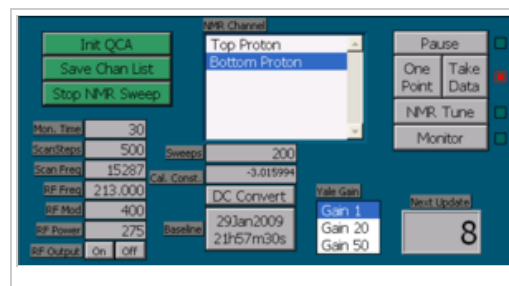 NMR Channel
Init QCA
Save Chan List
Stop NMR Sweep
Top Proton
Bottom Proton
Pause
One Point
Take Data
NMR Tune
Monitor
Mon. Time 30
ScanSteps 500
Scan Freq 15287
RF Freq 213.000
RF Mod 400
RF Power 275
RF Output On Off
Sweeps 200
Cal. Const. -3.015994
DC Convert
Baseline 29Jan2009
21h57m30s
Yale Gain
Gain 1
Gain 20
Gain 50
Next Update
8